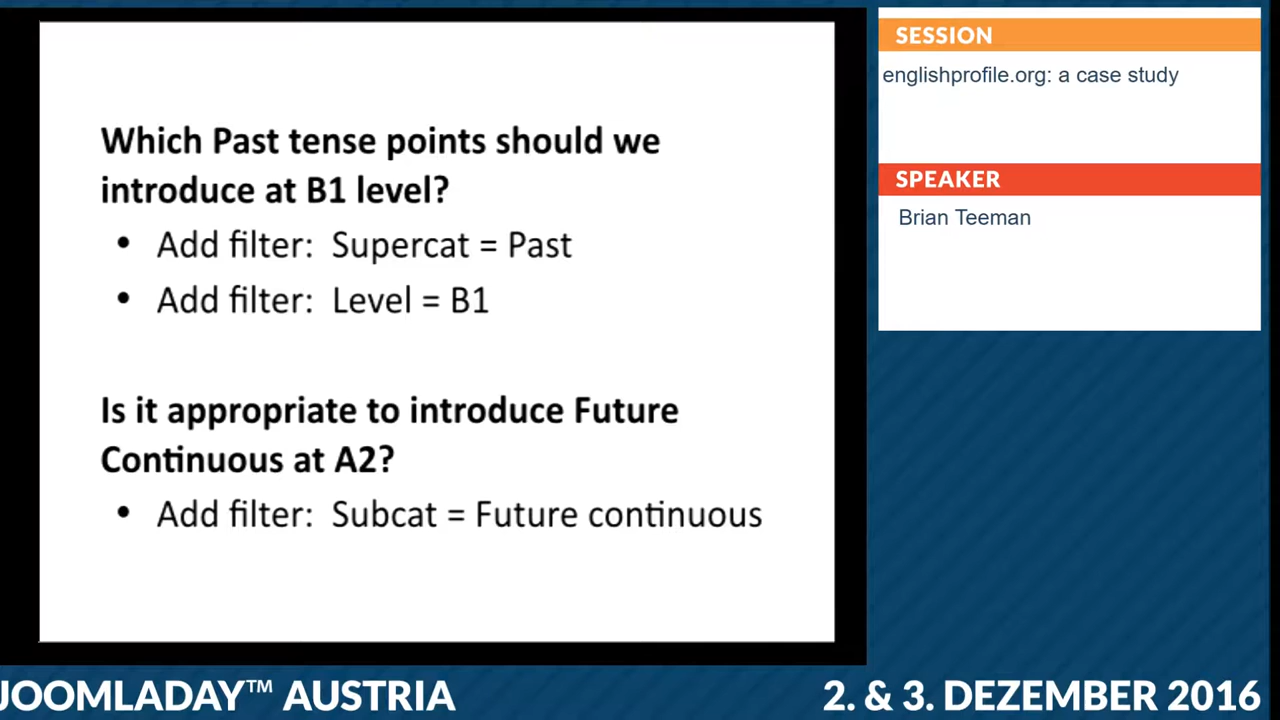 Which Past tense points should we
introduce at B1 level?
• Add filter: Supercat = Past
• Add filter: Level = B1
Is it appropriate to introduce Future
Continuous at A2?
• Add filter: Subcat = Future continuous
SESSION
englishprofile.org: a case study
SPEAKER
Brian Teeman
JOOMLADAY™ AUSTRIA
2. & 3. DEZEMBER 2016